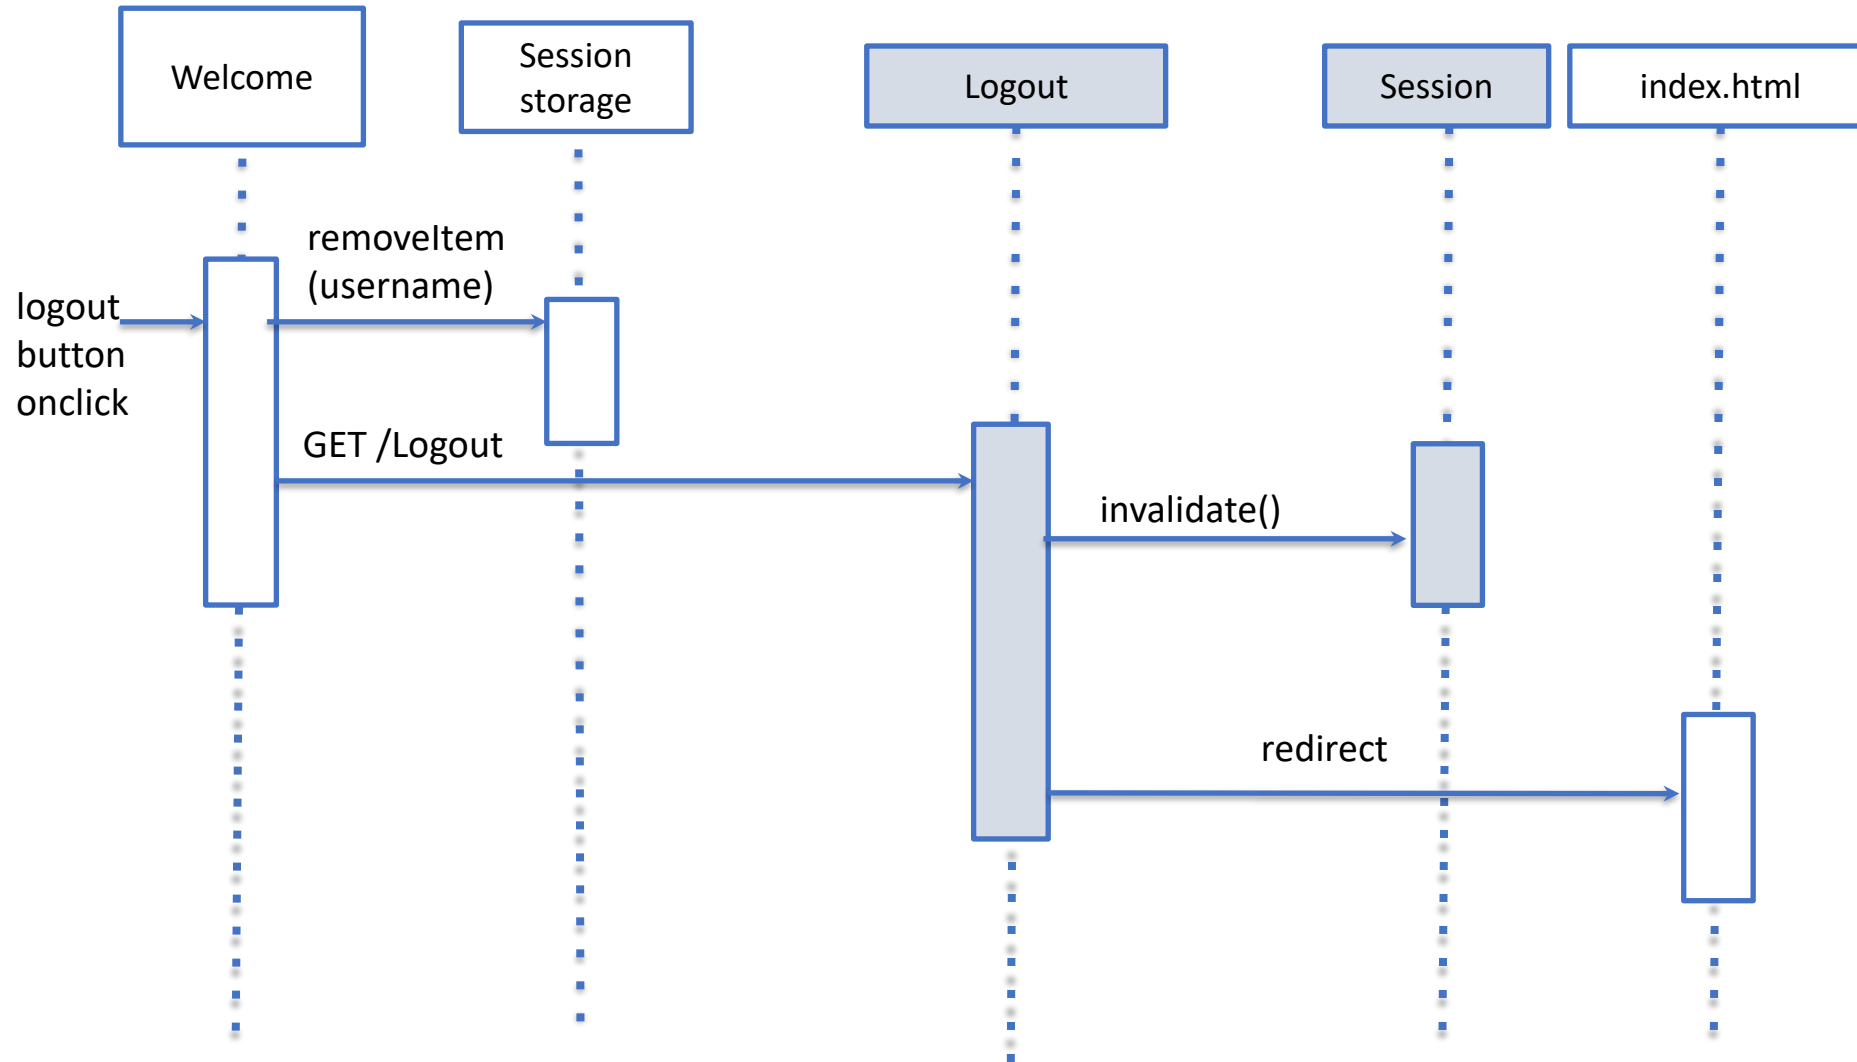 Welcome
Session
storage
Logout
Session
index.html
removeItem
(username)
logout
button
onclick
GET /Logout
invalidate()
redirect